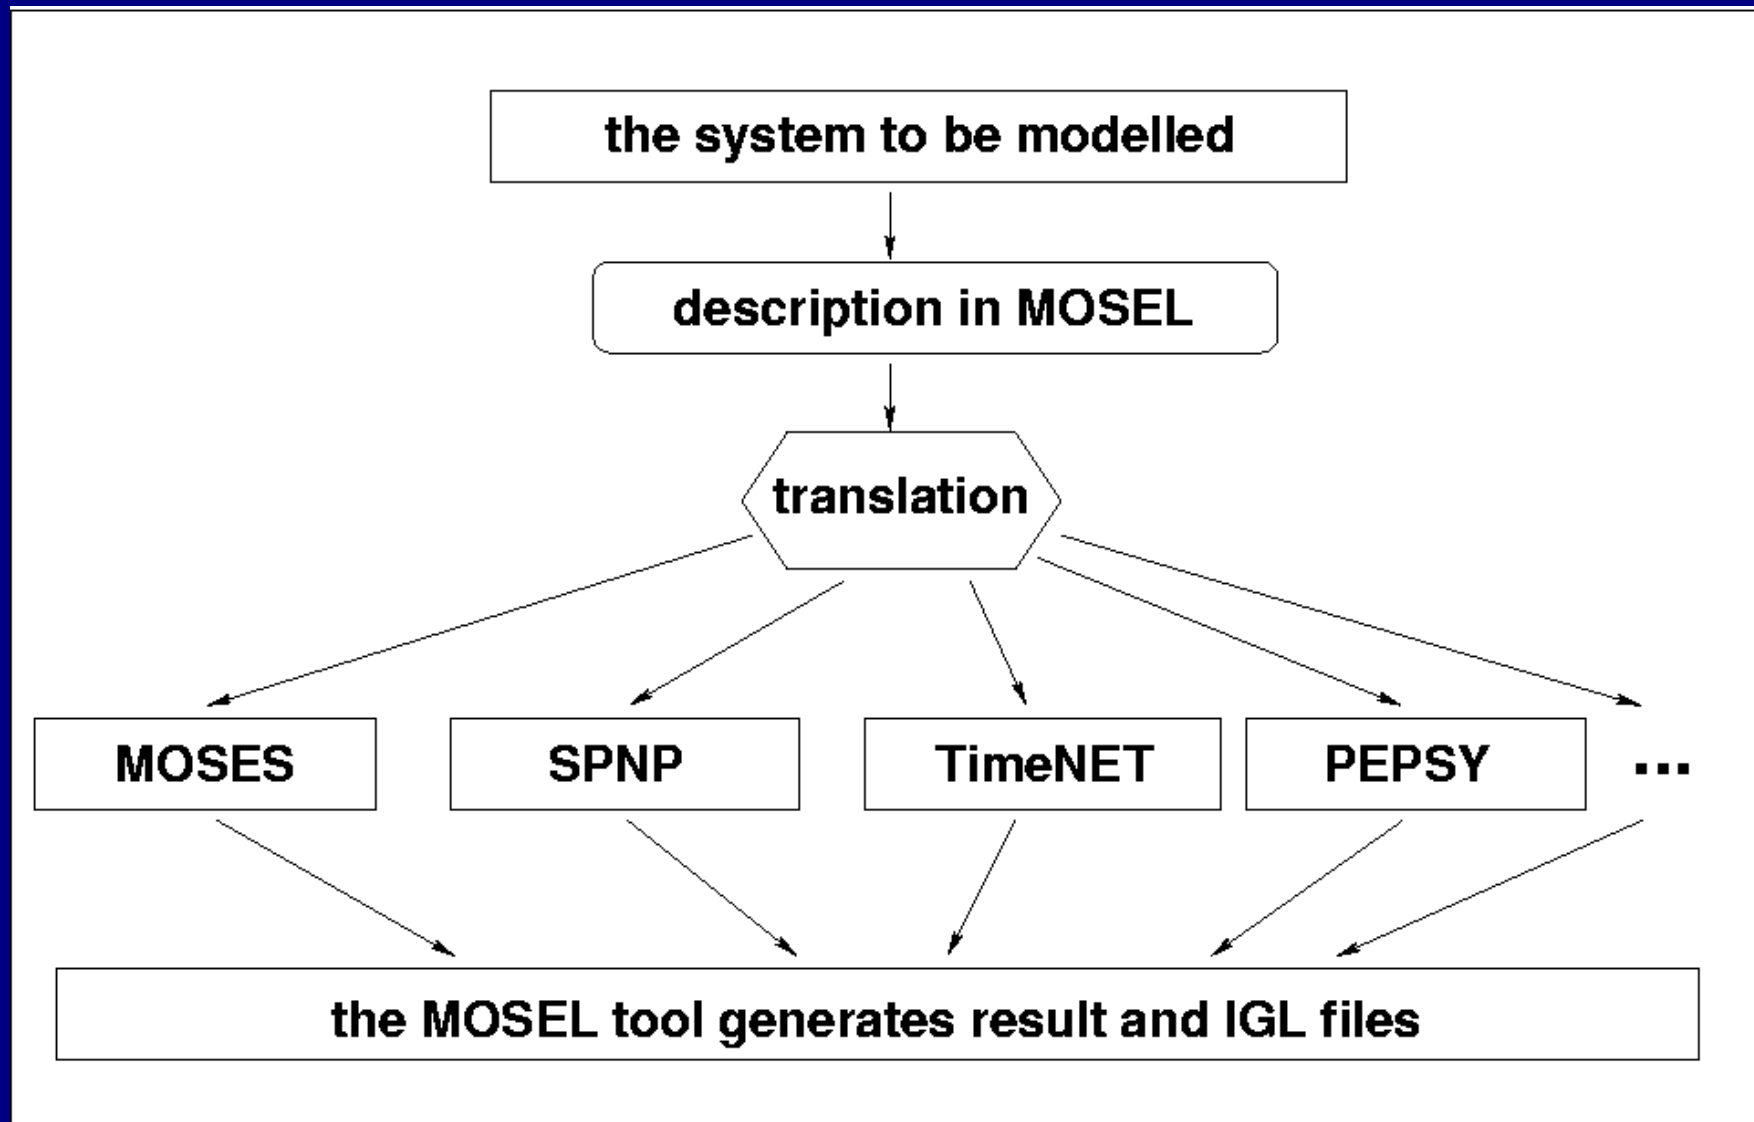 the system to be modelled
description in MOSEL
translation
MOSES
SPNP
TimeNET
PEPSY
...
the MOSEL tool generates result and IGL files